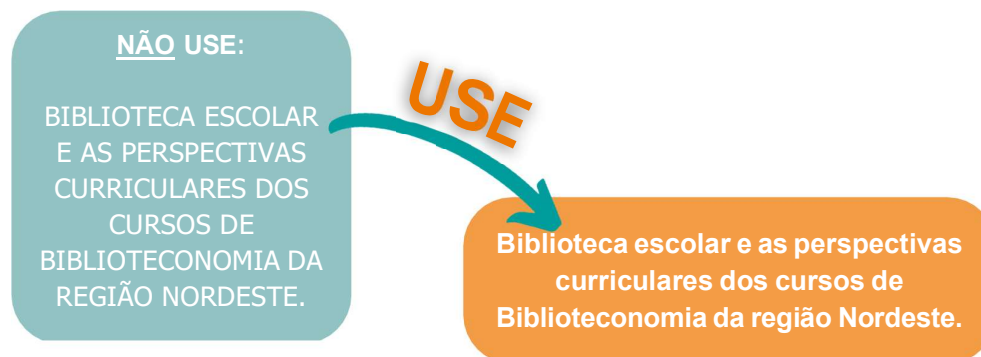 NÃO USE:
BIBLIOTECA ESCOLAR
E AS PERSPECTIVAS
CURRICULARES DOS
CURSOS DE
BIBLIOTECONOMIA DA
REGIÃO NORDESTE.
USE
Biblioteca escolar e as perspectivas
curriculares dos cursos de
Biblioteconomia da região Nordeste.